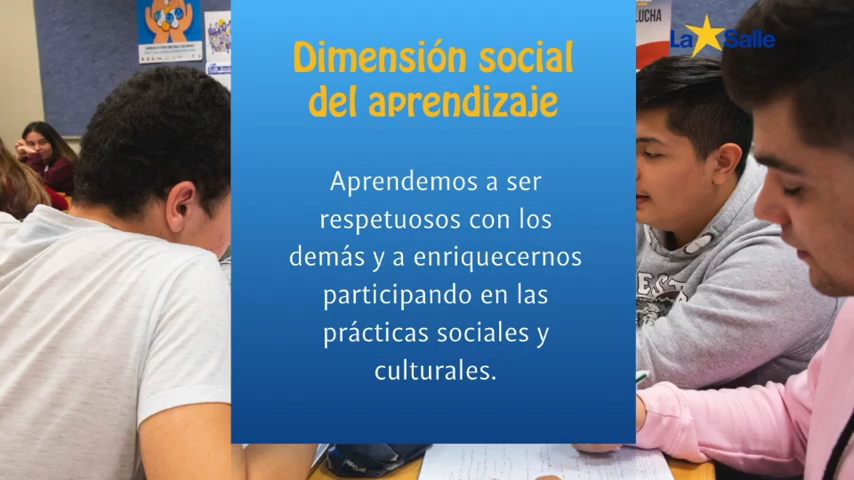 LUCHA
La Salle
Dimensión social
del aprendizaje
Aprendemos a ser
respetuosos con los
demás y a enriquecernos
participando en las
prácticas sociales y
culturales.